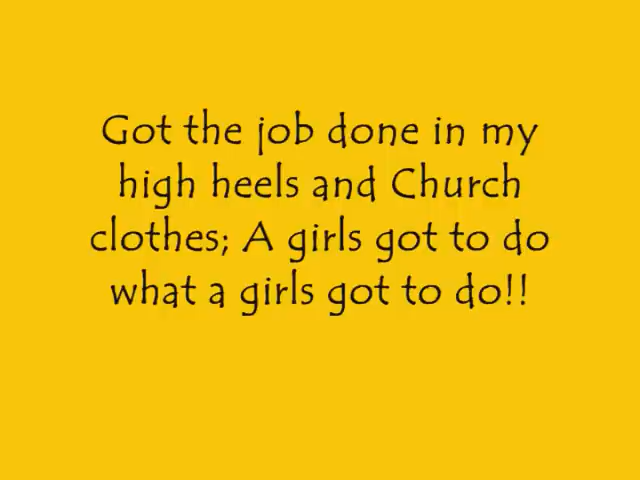 Got the job done in my
high heels and Church
clothes; A girls got to do
what a girls got to do!!